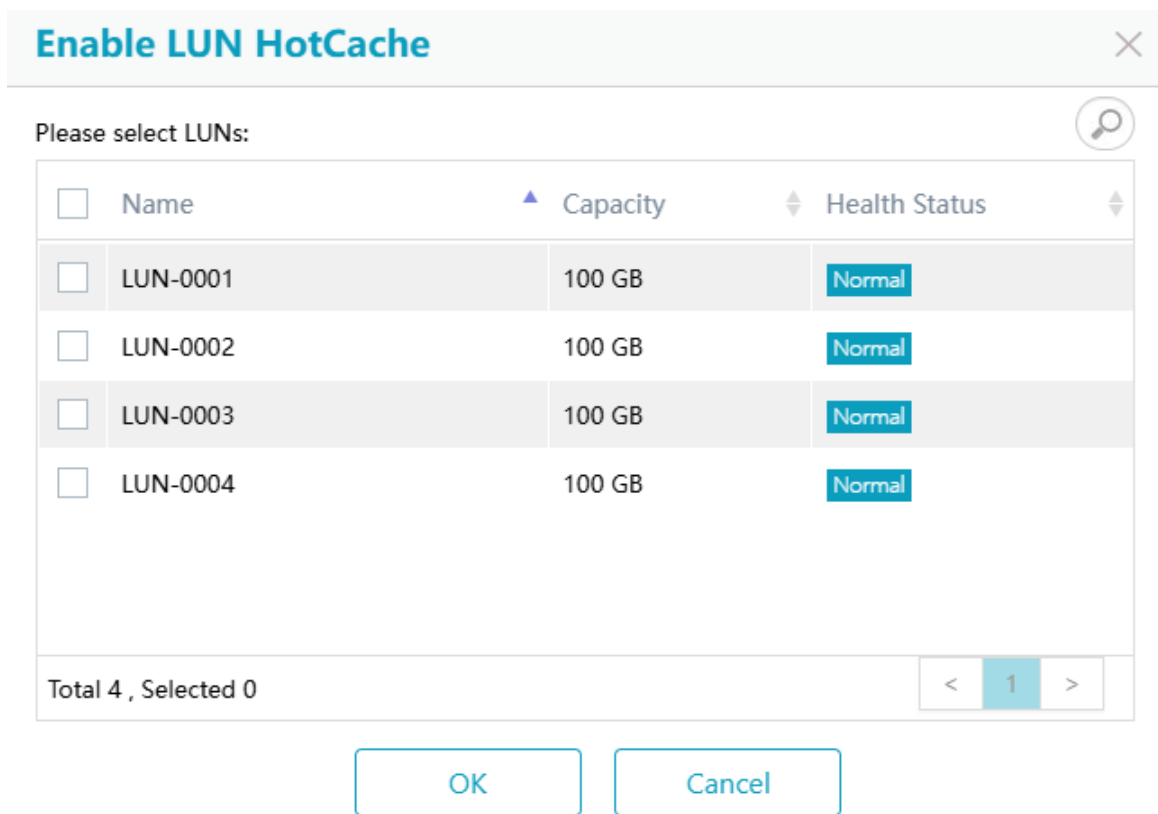 Enable LUN HotCache
Please select LUNs:
Name Capacity Health Status
LUN-0001 100 GB Normal
LUN-0002 100 GB Normal
LUN-0003 100 GB Normal
LUN-0004 100 GB Normal
Total 4 , Selected 0 < 1 >
OK Cancel